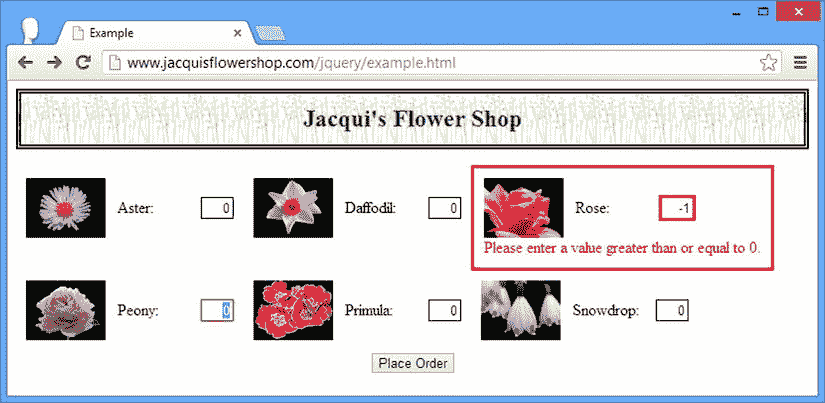 Example
www.jacquisflowershop.com/jquery/example.html
Jacqui's Flower Shop
Aster: 0 Daffodil: 0 Rose: -1
Please enter a value greater than or equal to 0.
Peony: 0 Primula: 0 Snowdrop: 0
Place Order